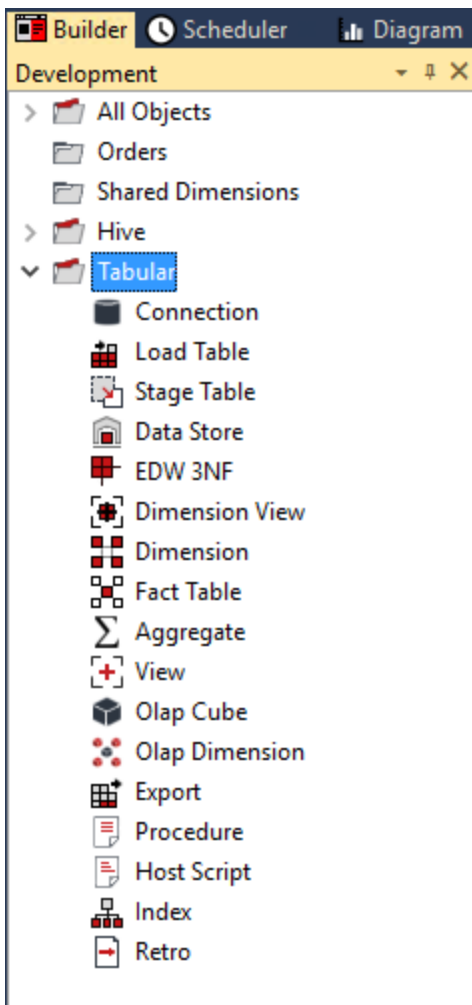 Builder Scheduler Diagram
Development
All Objects
Orders
Shared Dimensions
Hive
Tabular
Connection
Load Table
Stage Table
Data Store
EDW 3NF
Dimension View
Dimension
Fact Table
Aggregate
View
Olap Cube
Olap Dimension
Export
Procedure
Host Script
Index
Retro